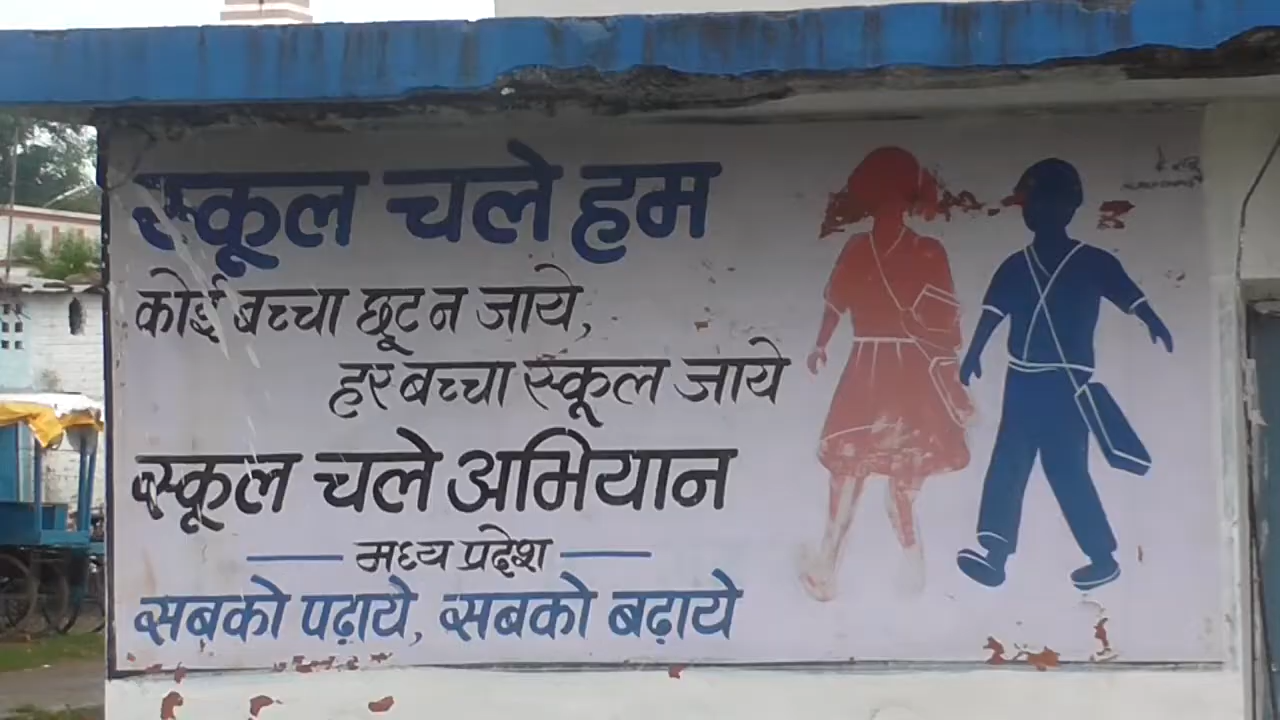 स्कूल चले हम
कोई बच्चा छूट न जाये,
हर बच्चा स्कूल जाये
स्कूल चले अभियान
मध्य प्रदेश
सबको पढ़ाये, सबको बढ़ाये